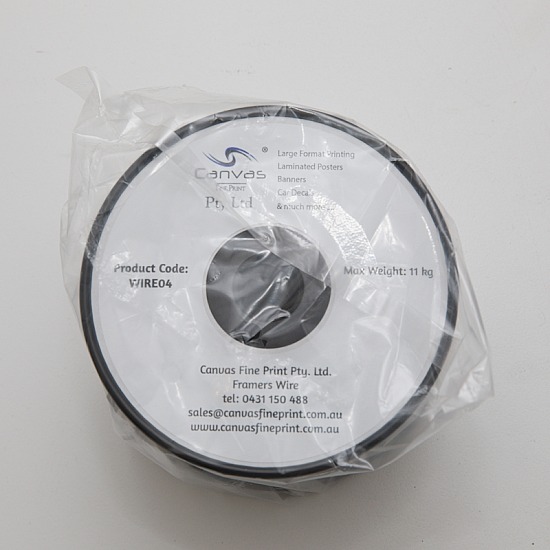 Canvas ®
FINE PRINT
Pty Ltd
Large Format Printing
Laminated Posters
Banners
Car Decals
& much more...
Product Code:
WIRE04
Max Weight: 11 kg
Canvas Fine Print Pty. Ltd.
Framers Wire
tel: 0431 150 488
sales@canvasfineprint.com.au
www.canvasfineprint.com.au